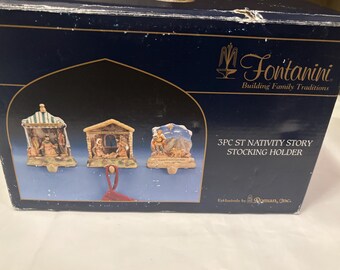 Fontanini
Building Family Traditions
3PC ST NATIVITY STORY
STOCKING HOLDER
Exclusively by Roman, Inc.